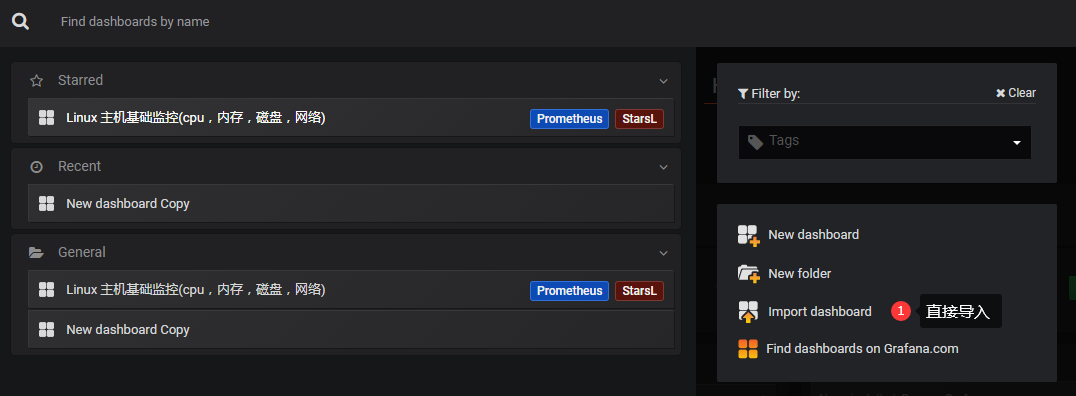 Find dashboards by name
Starred
Linux 主机基础监控(cpu，内存，磁盘，网络) Prometheus StarsL
Recent
New dashboard Copy
General
Linux 主机基础监控(cpu，内存，磁盘，网络) Prometheus StarsL
New dashboard Copy
Filter by: Clear
Tags
New dashboard
New folder
Import dashboard 1 直接导入
Find dashboards on Grafana.com